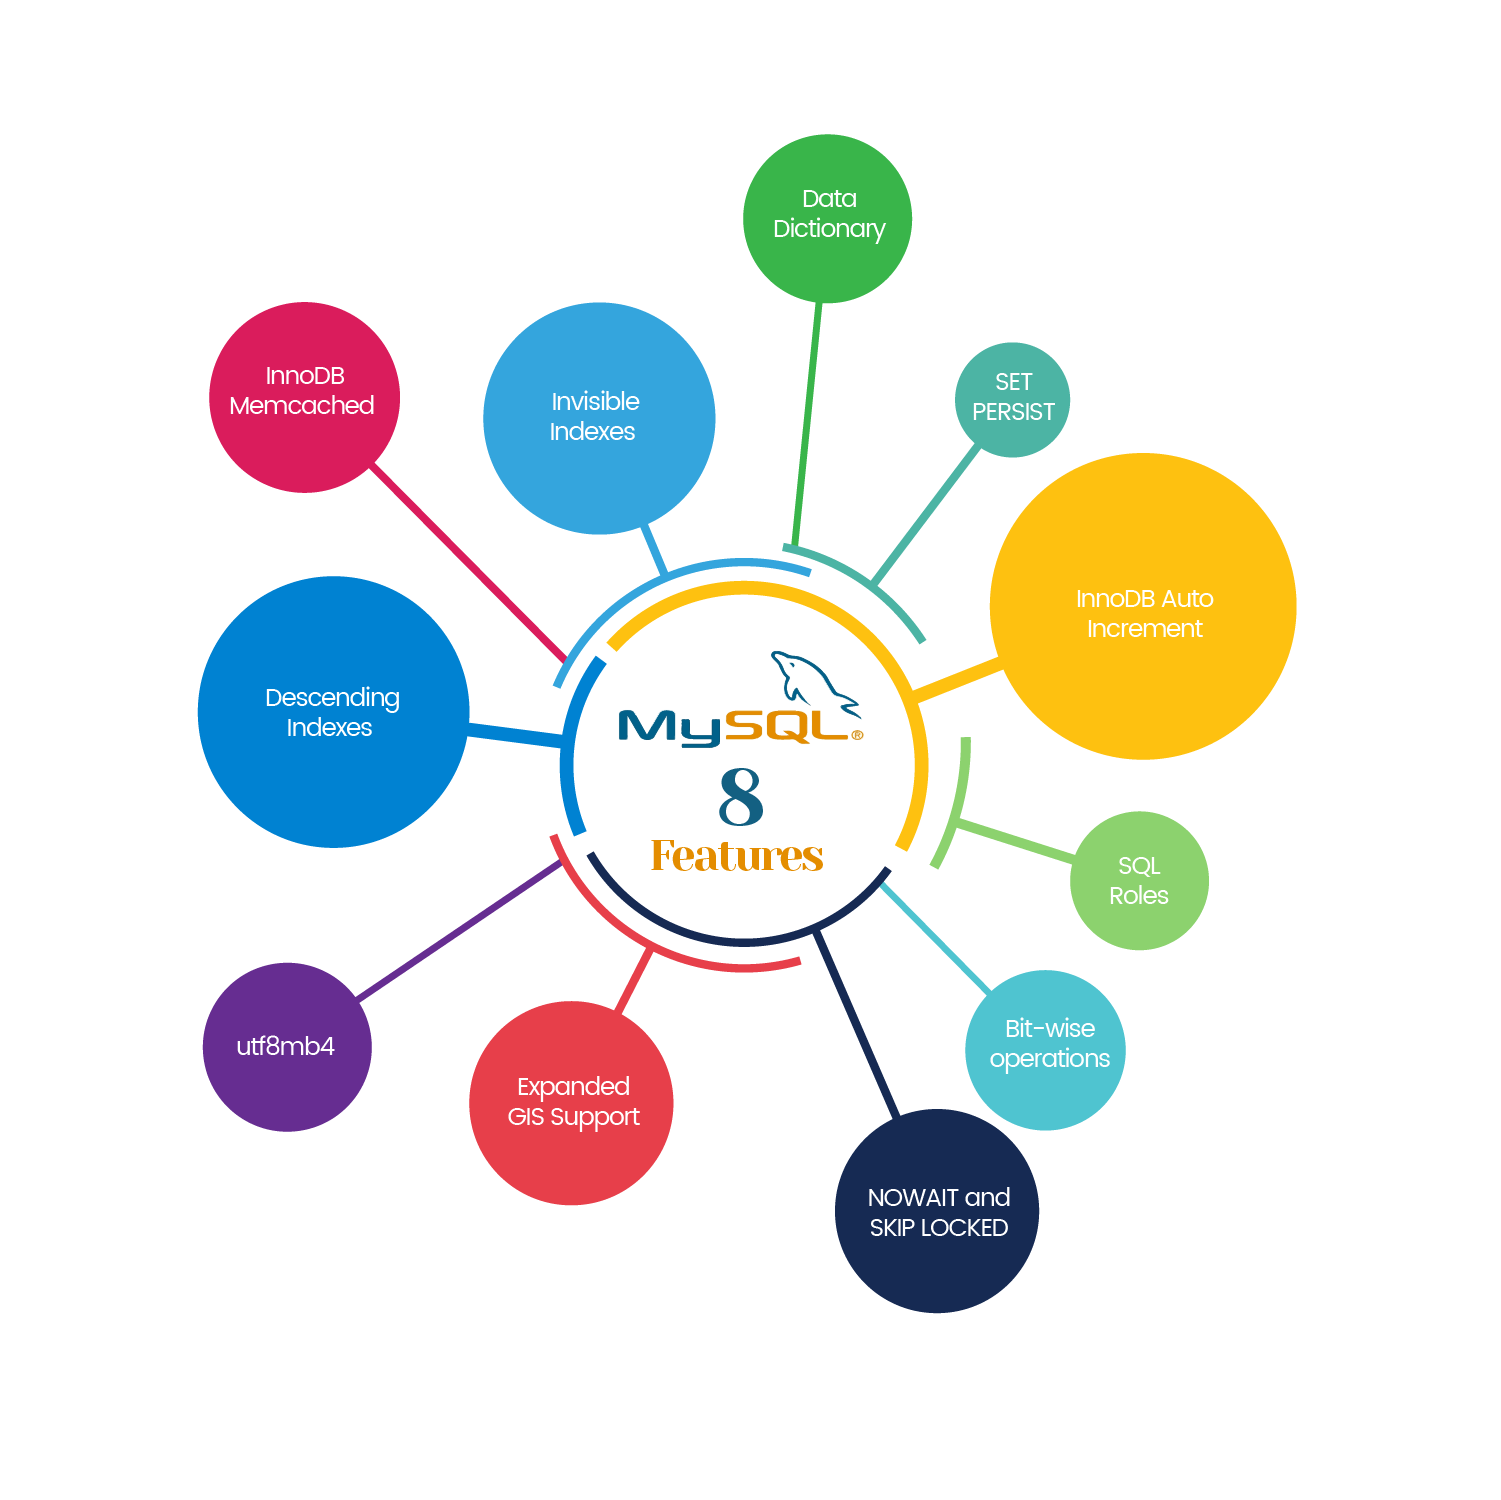 Data
Dictionary
InnoDB
Memcached
Invisible
Indexes
SET
PERSIST
InnoDB Auto
Increment
Descending
Indexes
MySQL®
8
Features
SQL
Roles
utf8mb4
Expanded
GIS Support
Bit-wise
operations
NOWAIT and
SKIP LOCKED